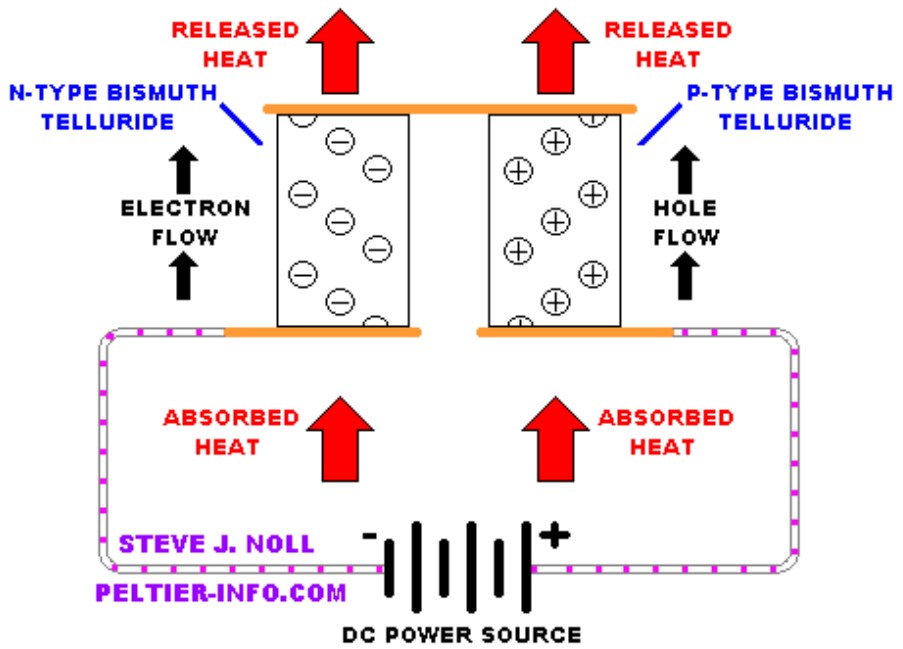 RELEASED
HEAT
RELEASED
HEAT
N-TYPE BISMUTH
TELLURIDE
P-TYPE BISMUTH
TELLURIDE
ELECTRON
FLOW
HOLE
FLOW
ABSORBED
HEAT
ABSORBED
HEAT
STEVE J. NOLL
PELTIER-INFO.COM
- +
DC POWER SOURCE